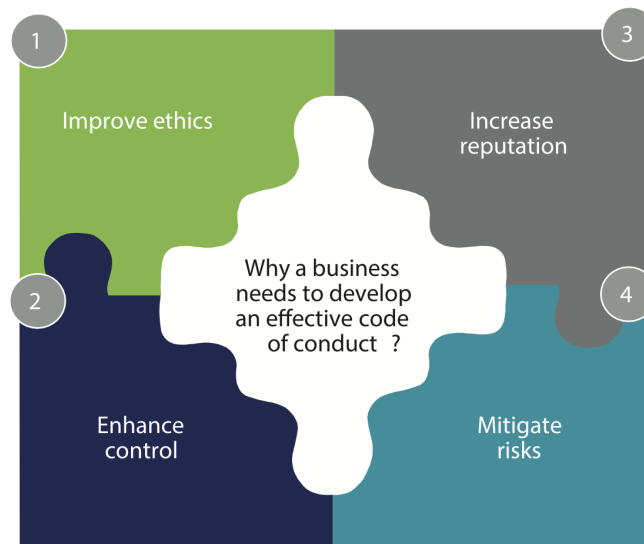 1
Improve ethics
2
Enhance
control
3
Increase
reputation
4
Mitigate
risks
Why a business
needs to develop
an effective code
of conduct ?